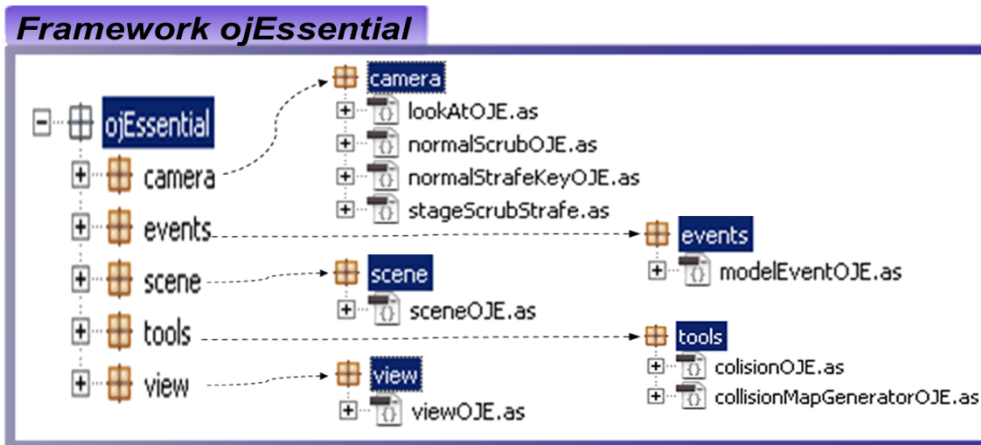 Framework ojEssential
ojEssential
camera
events
scene
tools
view
camera
lookAtOJE.as
normalScrubOJE.as
normalStrafeKeyOJE.as
stageScrubStrafe.as
events
modelEventOJE.as
scene
sceneOJE.as
tools
colisionOJE.as
collisionMapGeneratorOJE.as
view
viewOJE.as